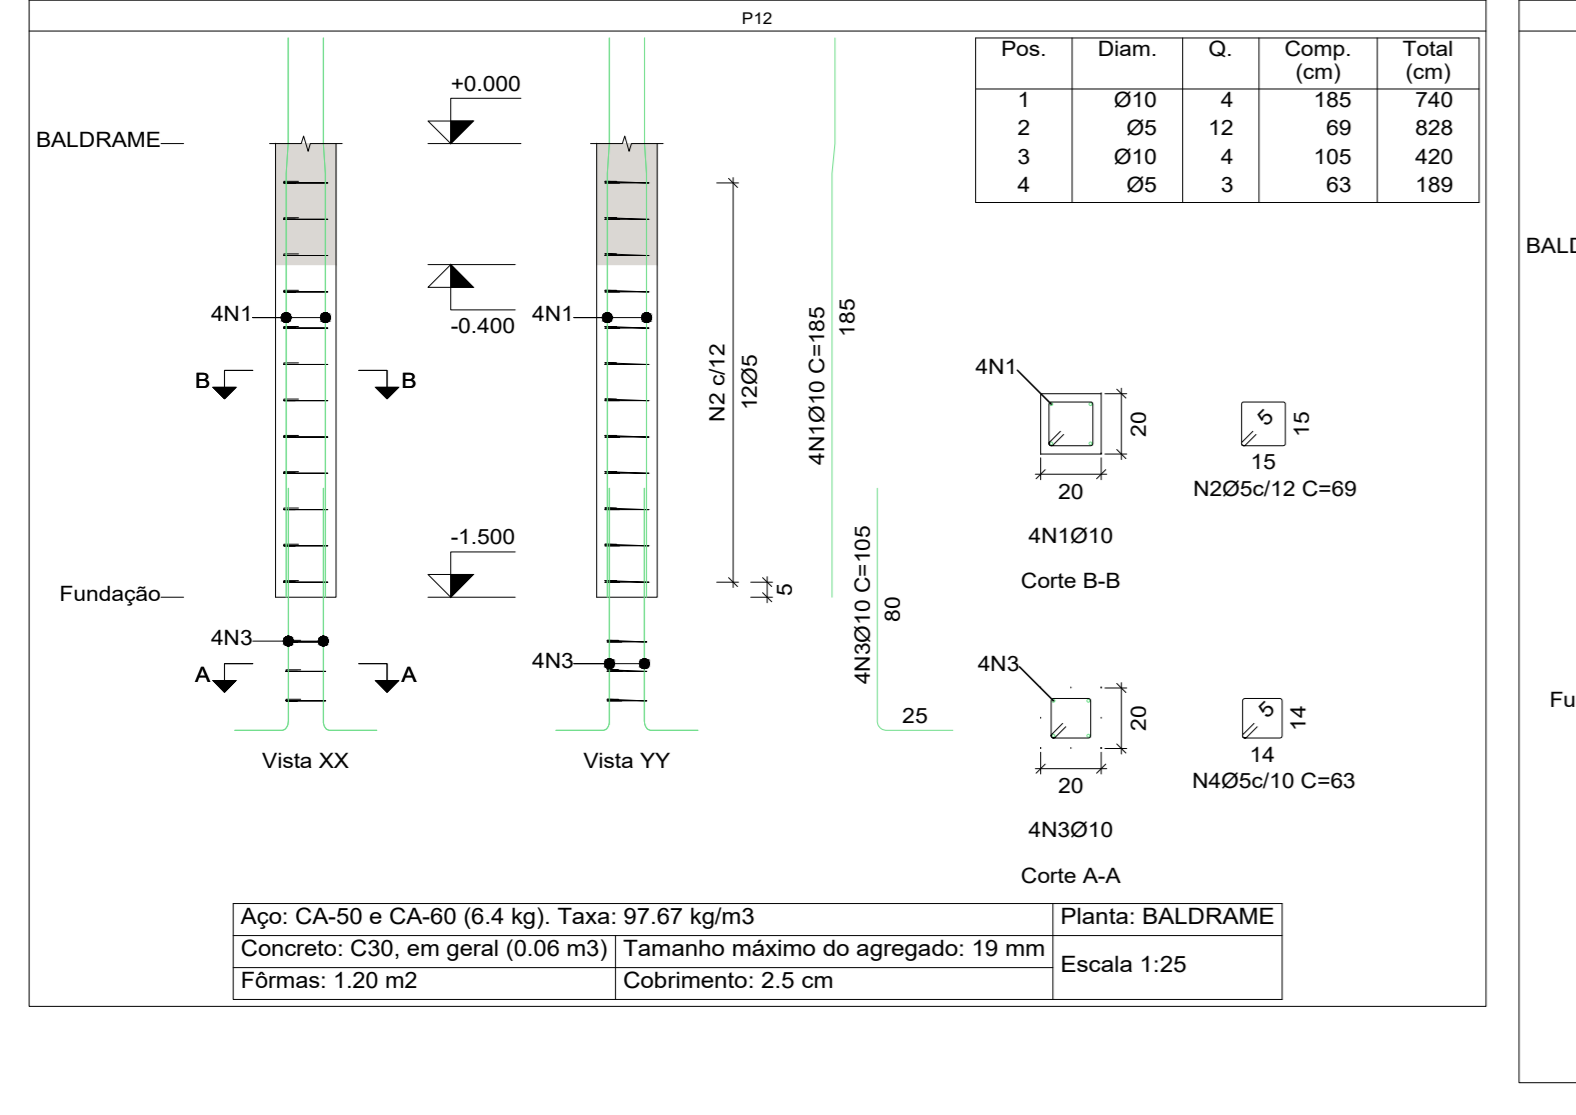 P12
Pos. Diam. Q. Comp. (cm) Total (cm)
1 Ø10 4 185 740
2 Ø5 12 69 828
3 Ø10 4 105 420
4 Ø5 3 63 189
+0.000
BALDRAME
-0.400
4N1
4N1
B B
N2 c/12
12Ø5
4N1Ø10 C=185
185
-1.500
Fundação
5
4N3
4N3
A A
4N3Ø10 C=105
80
25
Vista XX
Vista YY
4N1
20
20
4N1Ø10
Corte B-B
5
15
15
N2Ø5c/12 C=69
4N3
20
20
4N3Ø10
Corte A-A
5
14
14
N4Ø5c/10 C=63
Aço: CA-50 e CA-60 (6.4 kg). Taxa: 97.67 kg/m3
Planta: BALDRAME
Concreto: C30, em geral (0.06 m3)
Tamanho máximo do agregado: 19 mm
Escala 1:25
Fôrmas: 1.20 m2
Cobrimento: 2.5 cm